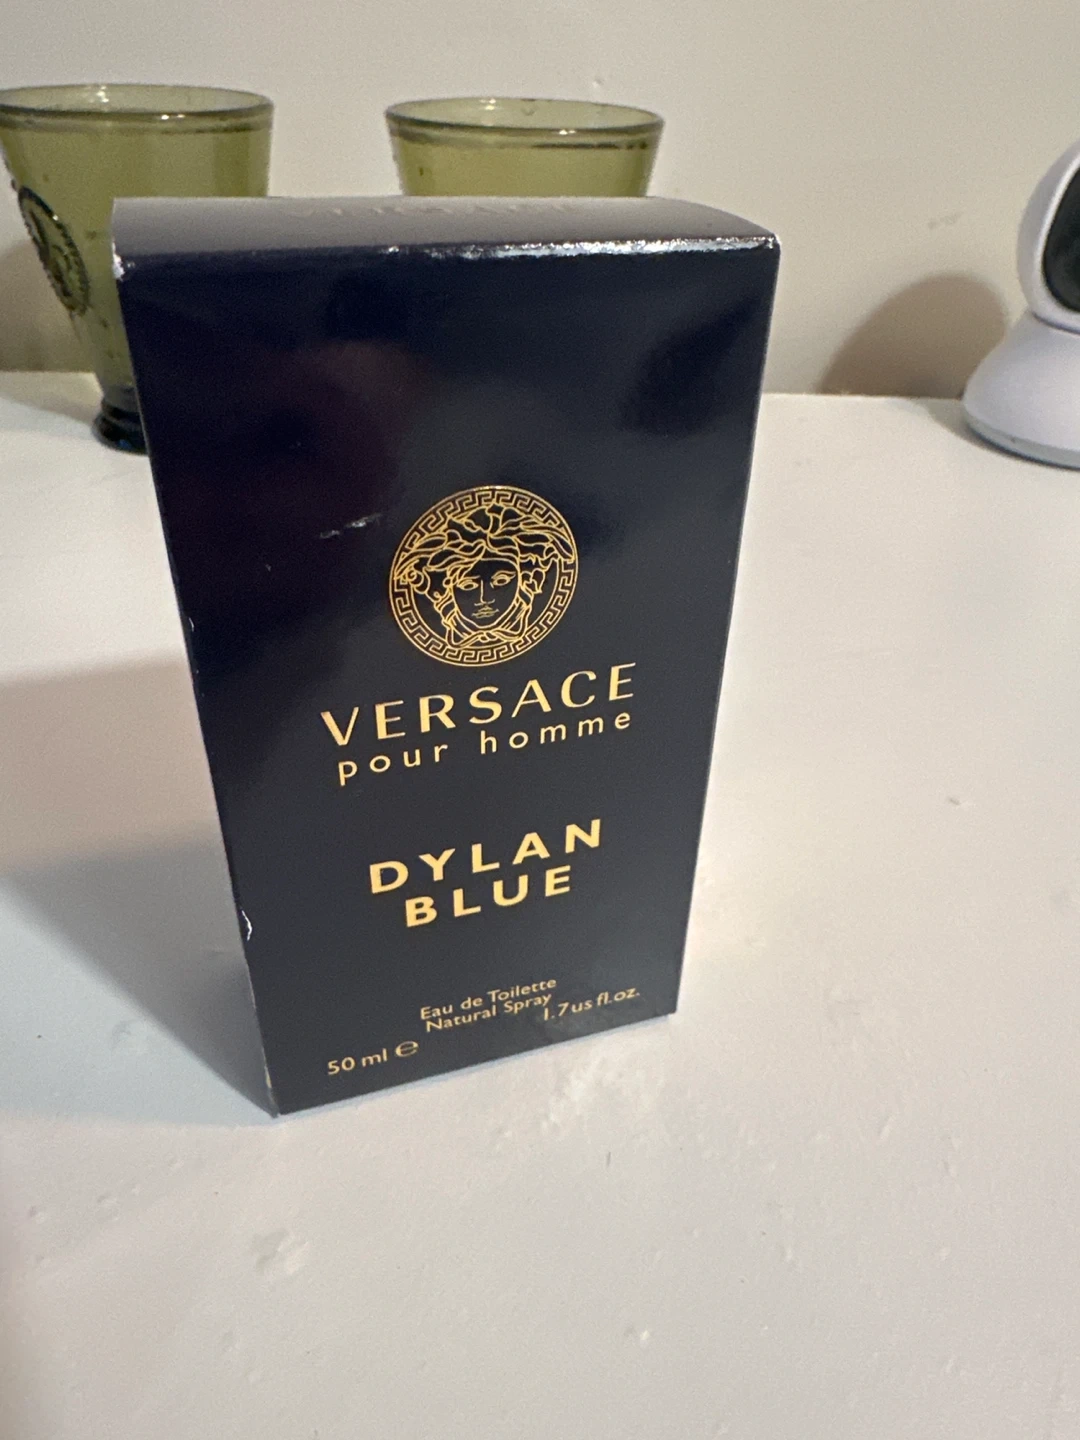 VERSACE
pour homme
DYLAN
BLUE
Eau de Toilette
Natural Spray
50 ml ℮ 1.7 us fl.oz.